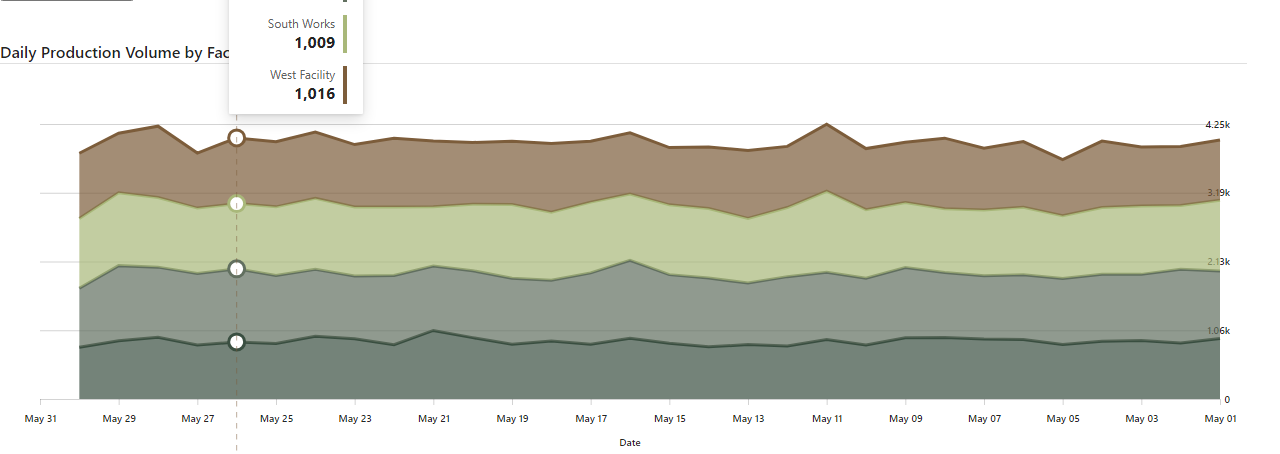 South Works
1,009
Daily Production Volume by Fac
West Facility
1,016
4.25k
3.19k
2.13k
1.06k
0
May 31 May 29 May 27 May 25 May 23 May 21 May 19 May 17 May 15 May 13 May 11 May 09 May 07 May 05 May 03 May 01
Date